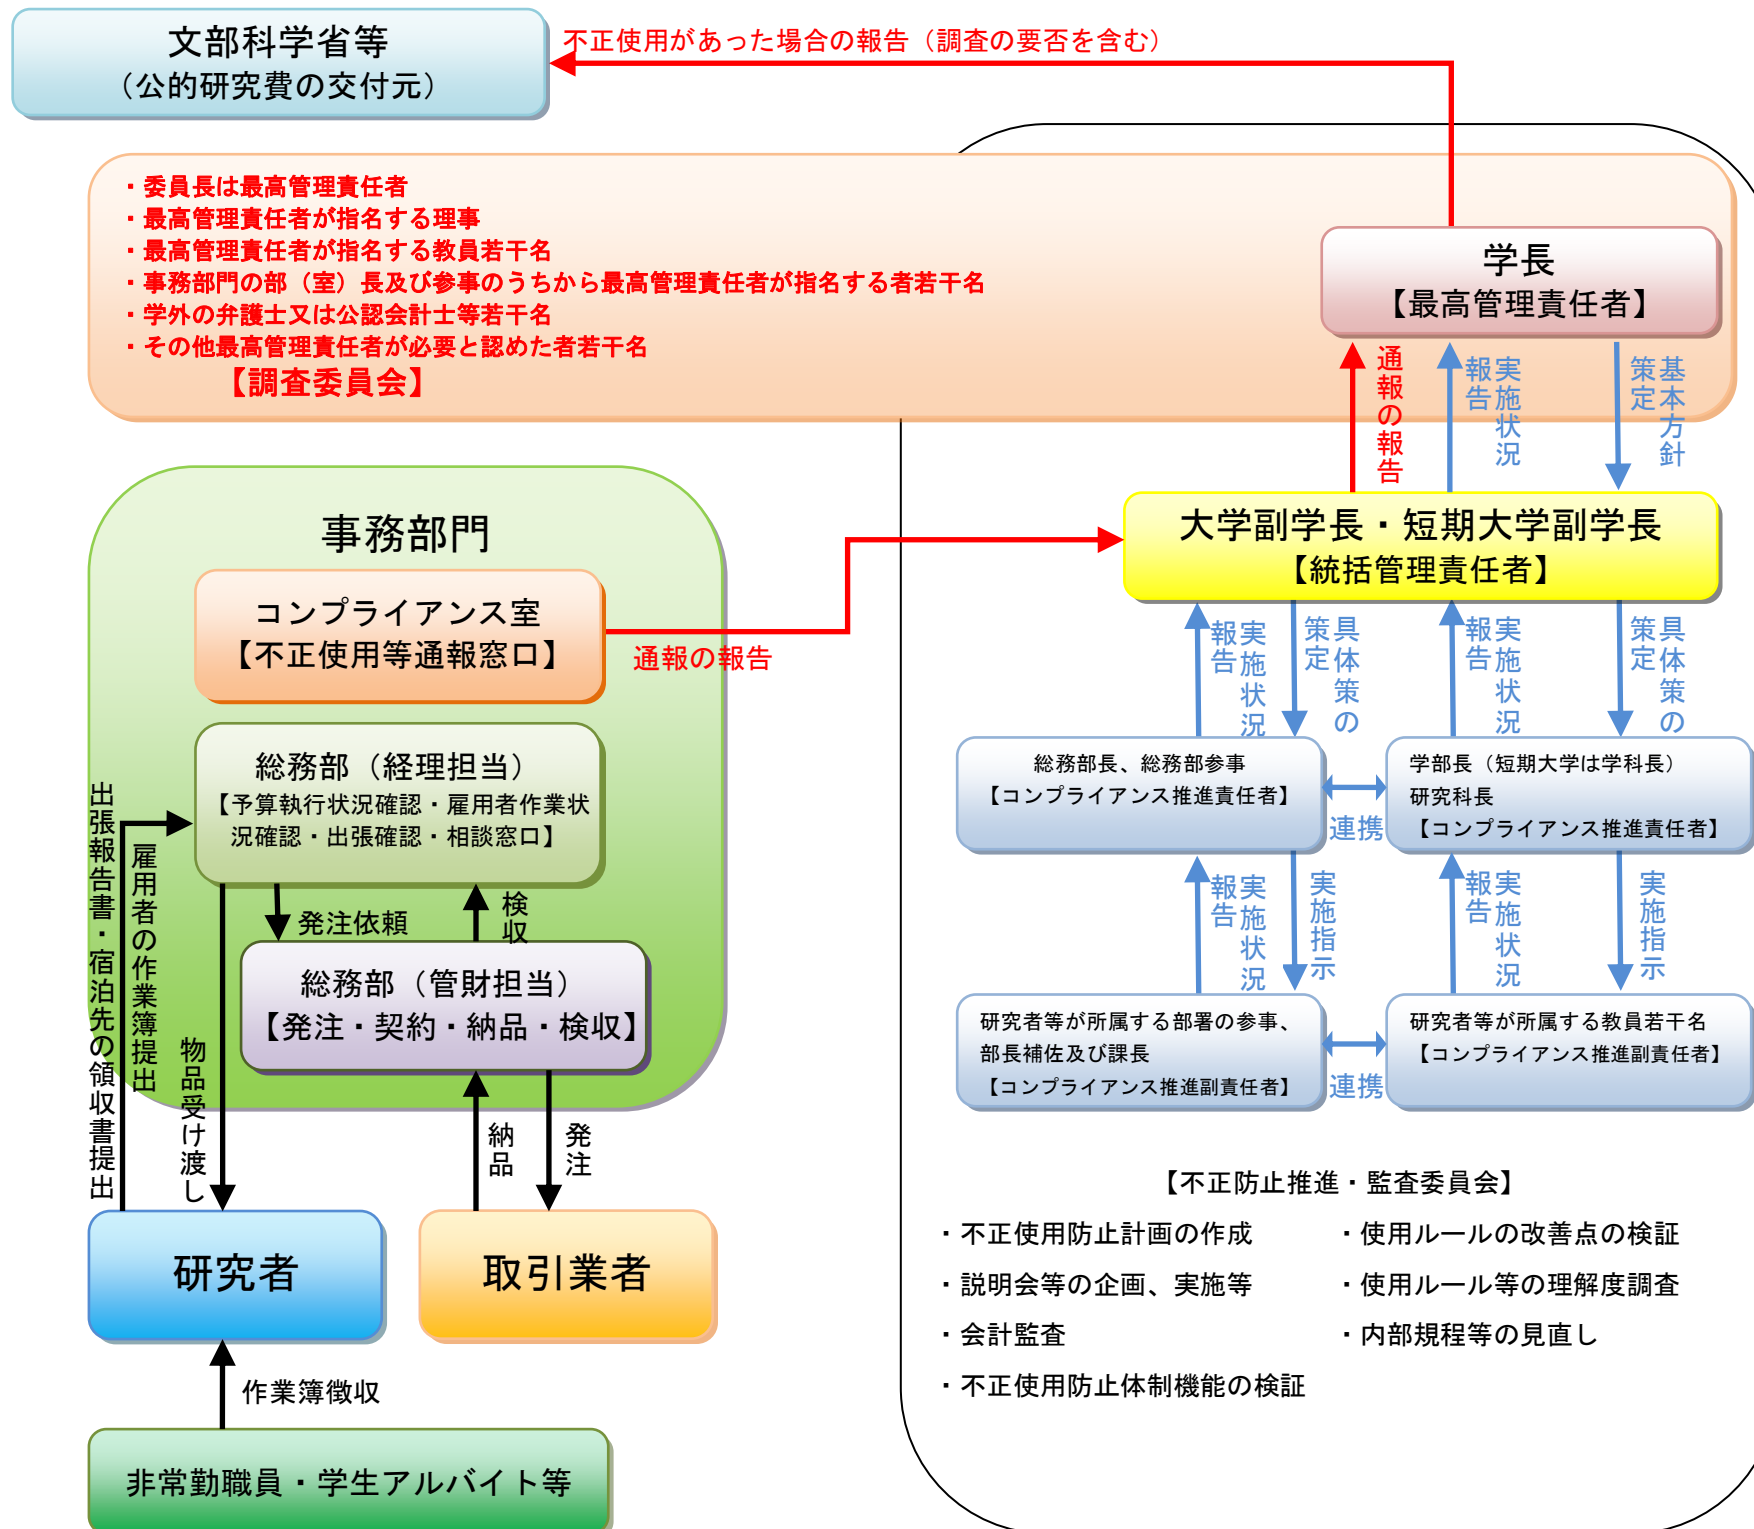 文部科学省等
（公的研究費の交付元）
不正使用があった場合の報告（調査の要否を含む）
・委員長は最高管理責任者
・最高管理責任者が指名する理事
・最高管理責任者が指名する教員若干名
・事務部門の部（室）長及び参事のうちから最高管理責任者が指名する者若干名
・学外の弁護士又は公認会計士等若干名
・その他最高管理責任者が必要と認めた者若干名
【調査委員会】
学長
【最高管理責任者】
通報の報告
実施状況
報告
基本方針
策定
大学副学長・短期大学副学長
【統括管理責任者】
事務部門
コンプライアンス室
【不正使用等通報窓口】
通報の報告
総務部（経理担当）
【予算執行状況確認・雇用者作業状
況確認・出張確認・相談窓口】
発注依頼
検収
総務部（管財担当）
【発注・契約・納品・検収】
出張報告書・宿泊先の領収書提出
雇用者の作業簿提出
物品受け渡し
納品
発注
研究者
取引業者
作業簿徴収
非常勤職員・学生アルバイト等
実施状況
報告
具体策の
策定
実施状況
報告
具体策の
策定
総務部長、総務部参事
【コンプライアンス推進責任者】
連携
学部長（短期大学は学科長）
研究科長
【コンプライアンス推進責任者】
実施状況
報告
実施指示
実施状況
報告
実施指示
研究者等が所属する部署の参事、
部長補佐及び課長
【コンプライアンス推進副責任者】
連携
研究者等が所属する教員若干名
【コンプライアンス推進副責任者】
【不正防止推進・監査委員会】
・不正使用防止計画の作成
・使用ルールの改善点の検証
・説明会等の企画、実施等
・使用ルール等の理解度調査
・会計監査
・内部規程等の見直し
・不正使用防止体制機能の検証